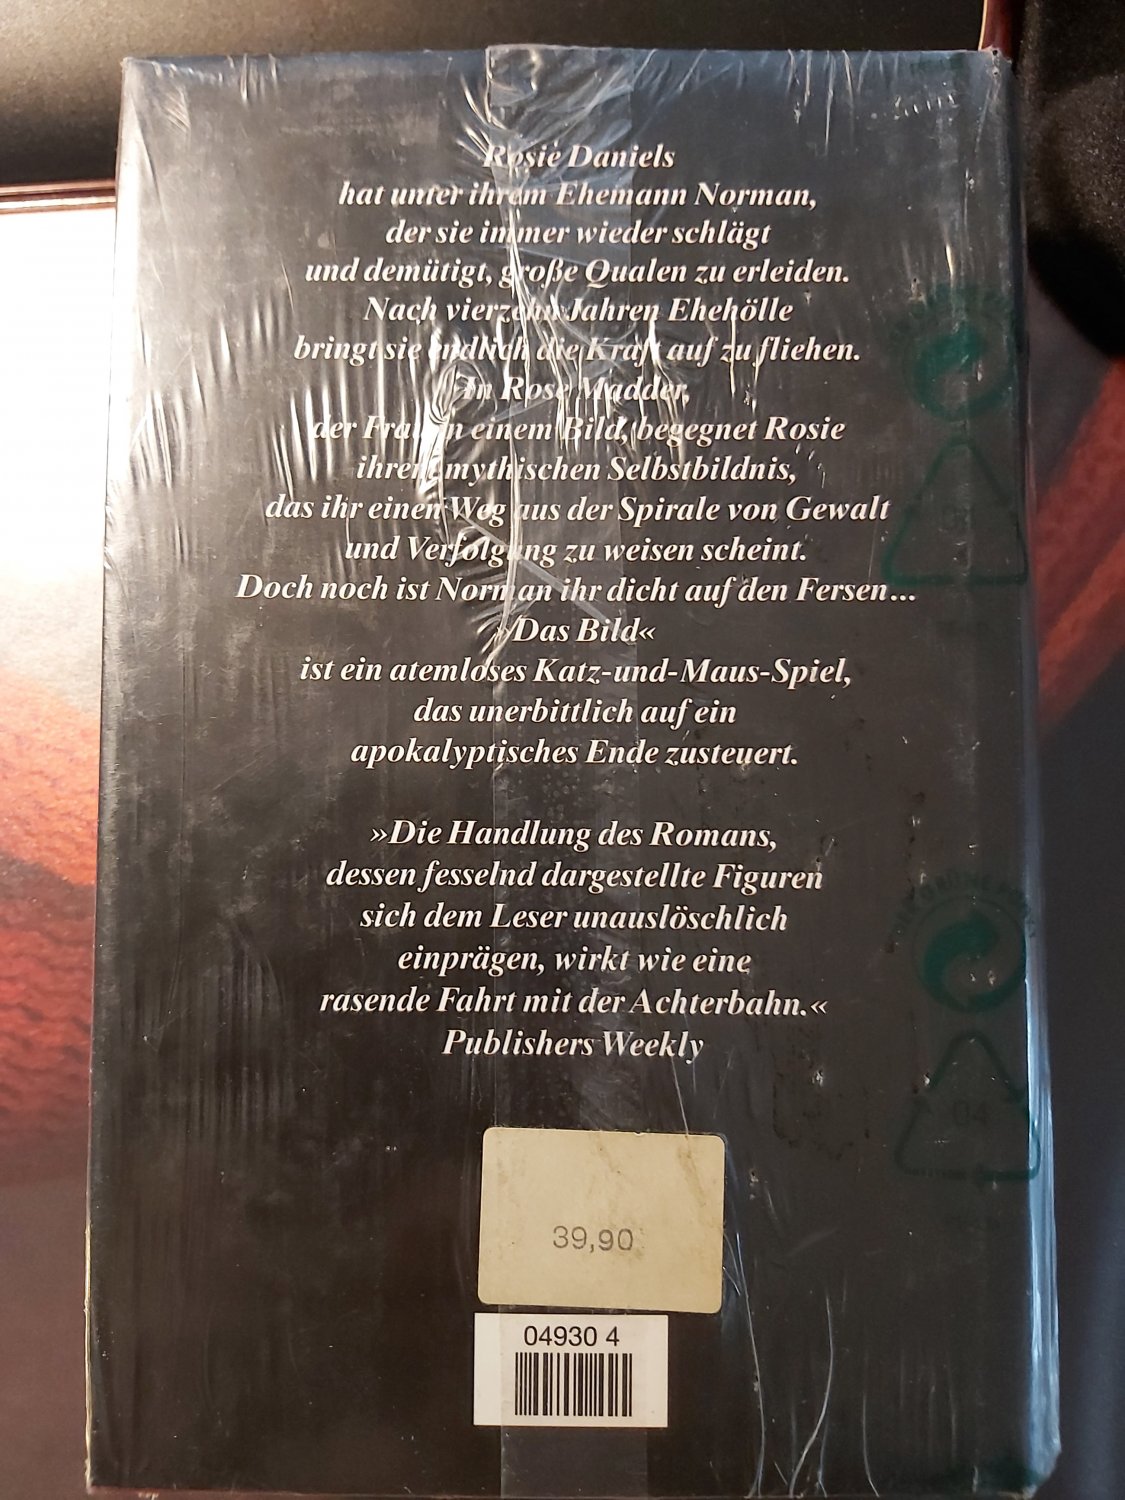 Rosie Daniels
hat unter ihrem Ehemann Norman,
der sie immer wieder schlägt
und demütigt, große Qualen zu erleiden.
Nach vierzehn Jahren Ehehölle
bringt sie endlich die Kraft auf zu fliehen.
In Rose Madder,
der Frau in einem Bild, begegnet Rosie
ihrem mythischen Selbstbildnis,
das ihr einen Weg aus der Spirale von Gewalt
und Verfolgung zu weisen scheint.
Doch noch ist Norman ihr dicht auf den Fersen...
»Das Bild«
ist ein atemloses Katz-und-Maus-Spiel,
das unerbittlich auf ein
apokalyptisches Ende zusteuert.
»Die Handlung des Romans,
dessen fesselnd dargestellte Figuren
sich dem Leser unauslöschlich
einprägen, wirkt wie eine
rasende Fahrt mit der Achterbahn.«
Publishers Weekly
04
39,90
04930 4